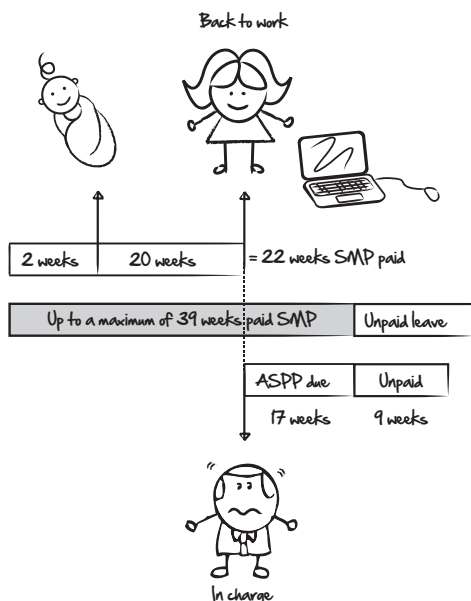 Back to work
2 weeks
20 weeks
= 22 weeks SMP paid
Up to a maximum of 39 weeks paid SMP
Unpaid leave
ASPP due
Unpaid
17 weeks
9 weeks
In charge